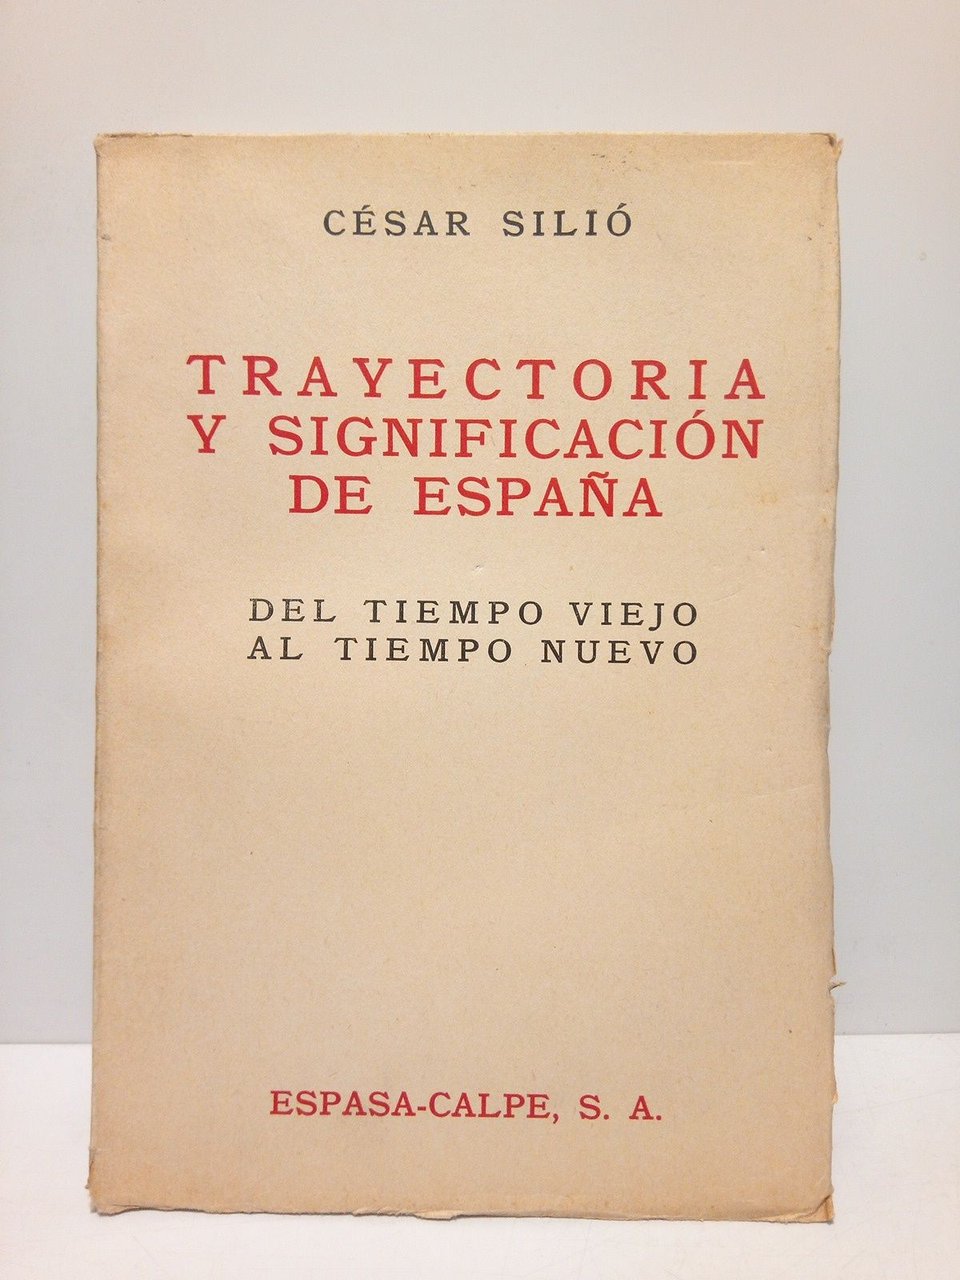 CÉSAR SILIÓ
TRAYECTORIA
Y SIGNIFICACIÓN
DE ESPAÑA
DEL TIEMPO VIEJO
AL TIEMPO NUEVO
ESPASA-CALPE, S. A.